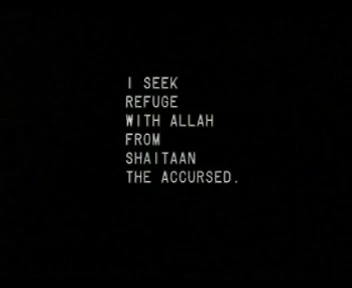 I SEEK
REFUGE
WITH ALLAH
FROM
SHAITAAN
THE ACCURSED.